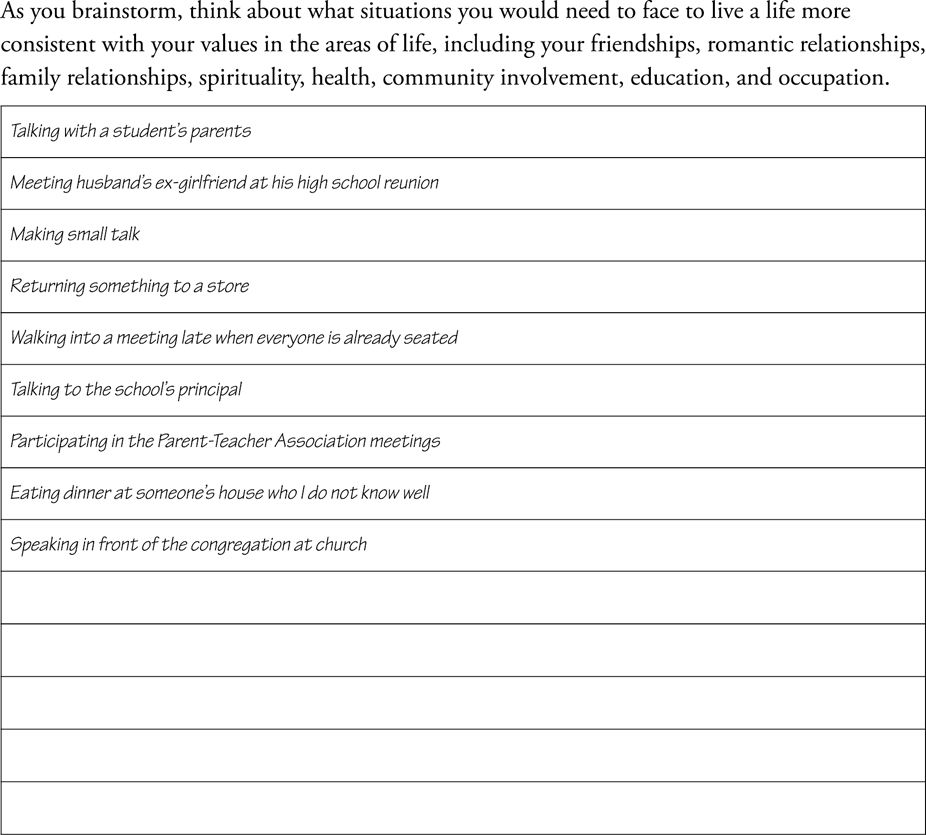 As you brainstorm, think about what situations you would need to face to live a life more
consistent with your values in the areas of life, including your friendships, romantic relationships,
family relationships, spirituality, health, community involvement, education, and occupation.
Talking with a student's parents
Meeting husband's ex-girlfriend at his high school reunion
Making small talk
Returning something to a store
Walking into a meeting late when everyone is already seated
Talking to the school's principal
Participating in the Parent-Teacher Association meetings
Eating dinner at someone's house who I do not know well
Speaking in front of the congregation at church